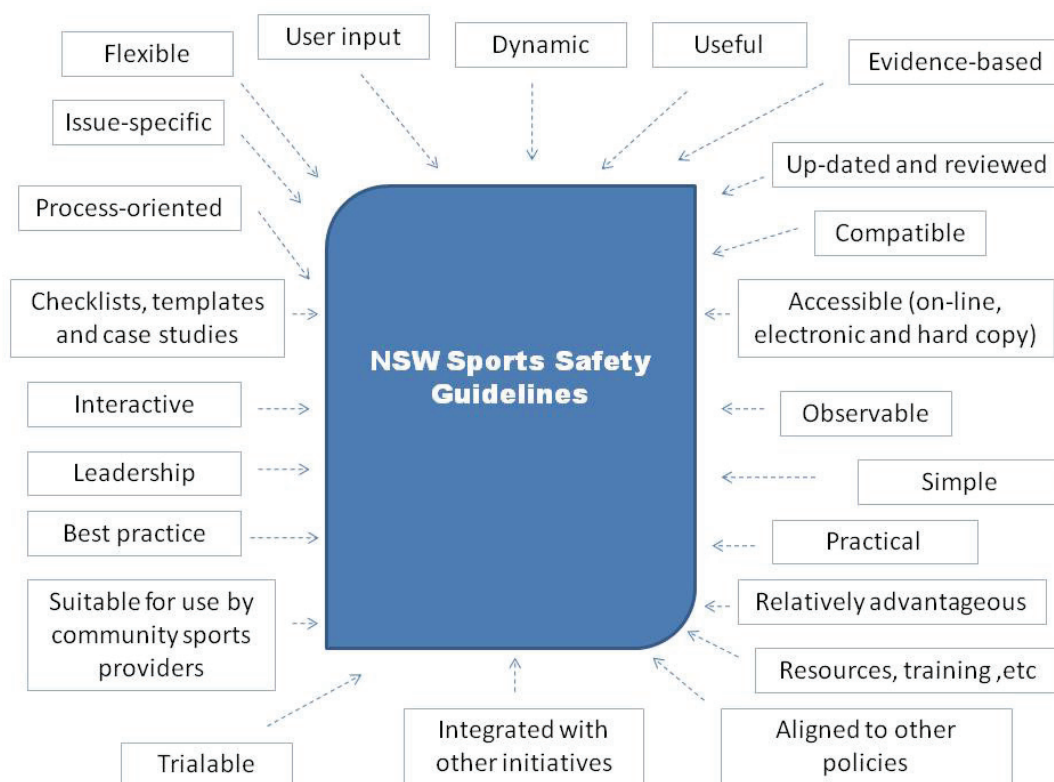 User input
Dynamic
Useful
Flexible
Evidence-based
Issue-specific
Up-dated and reviewed
Process-oriented
Compatible
Checklists, templates
and case studies
Accessible (on-line,
electronic and hard copy)
NSW Sports Safety
Guidelines
Interactive
Observable
Leadership
Simple
Best practice
Practical
Suitable for use by
community sports
providers
Relatively advantageous
Resources, training ,etc
Trialable
Integrated with
other initiatives
Aligned to other
policies